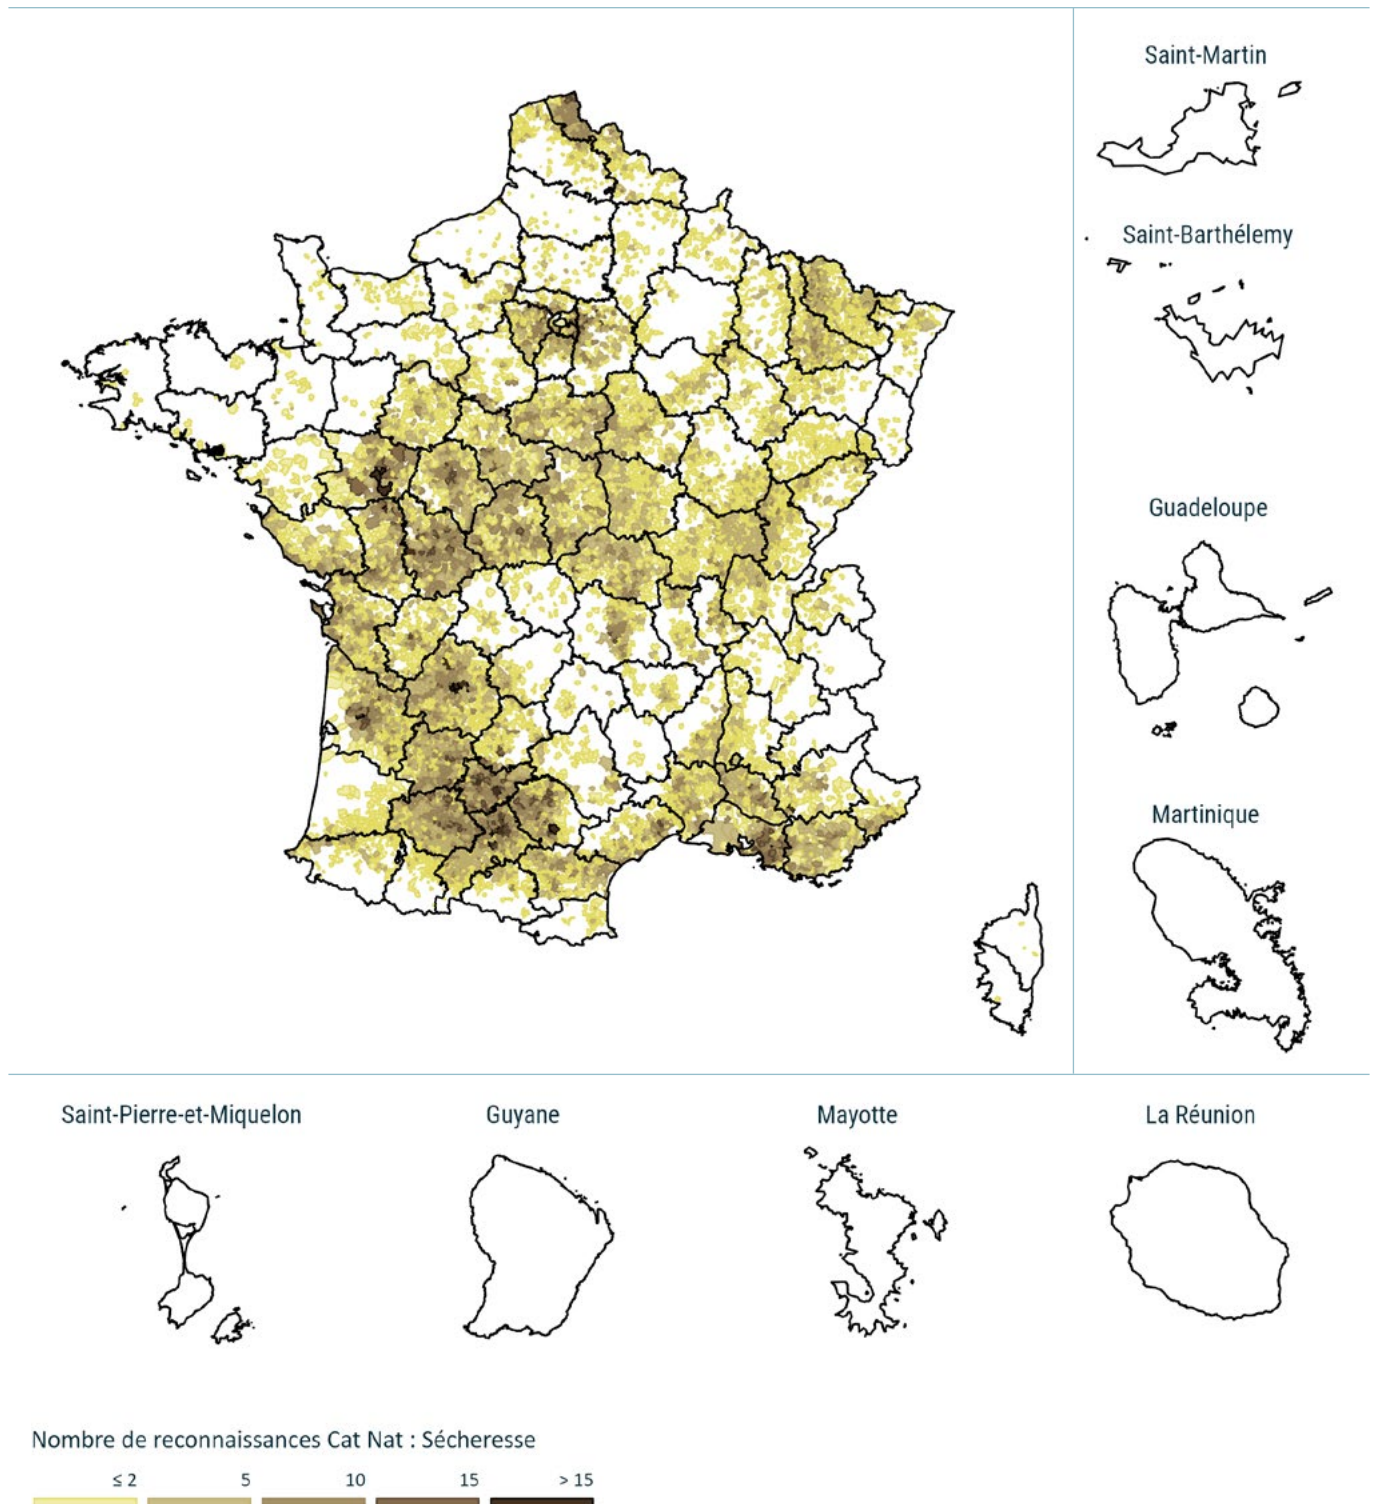 Saint-Martin
Saint-Barthélemy
Guadeloupe
Martinique
Saint-Pierre-et-Miquelon
Guyane
Mayotte
La Réunion
Nombre de reconnaissances Cat Nat : Sécheresse
≤ 2 5 10 15 > 15